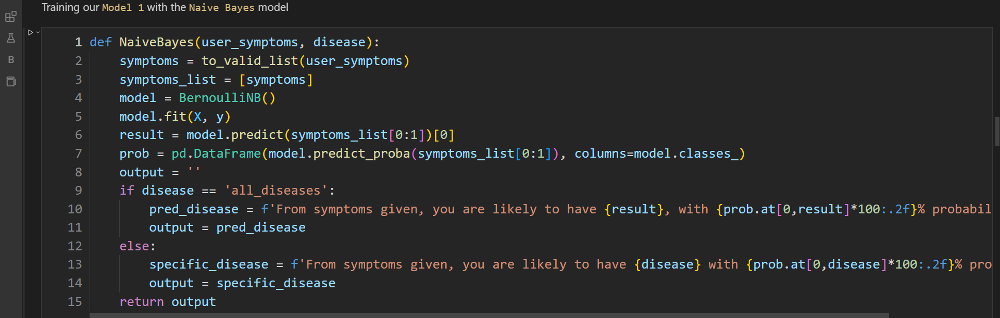 Training our Model 1 with the Naive Bayes model
1 def NaiveBayes(user_symptoms, disease):
2     symptoms = to_valid_list(user_symptoms)
3     symptoms_list = [symptoms]
4     model = BernoulliNB()
5     model.fit(X, y)
6     result = model.predict(symptoms_list[0:1])[0]
7     prob = pd.DataFrame(model.predict_proba(symptoms_list[0:1]), columns=model.classes_)
8     output = ''
9     if disease == 'all_diseases':
10         pred_disease = f'From symptoms given, you are likely to have {result}, with {prob.at[0,result]*100:.2f}% probabil
11         output = pred_disease
12     else:
13         specific_disease = f'From symptoms given, you are likely to have {disease} with {prob.at[0,disease]*100:.2f}% pro
14         output = specific_disease
15     return output
B